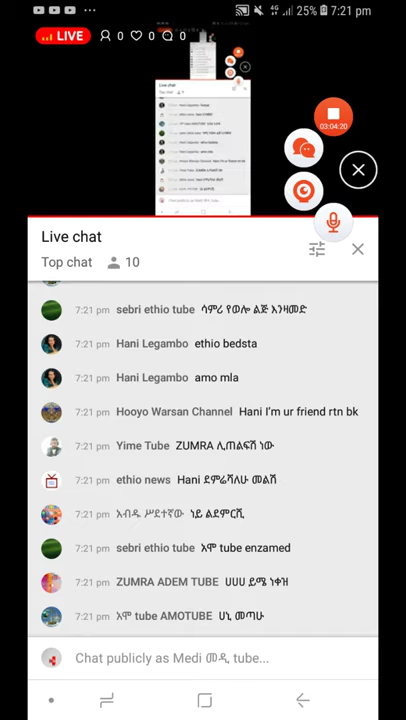 25% 7:21 pm
LIVE 0 0 0
03:04:20
Live chat
Top chat 10
7:21 pm sebri ethio tube ሳምሪ የወሎ ልጅ እንዛመድ
7:21 pm Hani Legambo ethio bedsta
7:21 pm Hani Legambo amo mla
7:21 pm Hooyo Warsan Channel Hani I'm ur friend rtn bk
7:21 pm Yime Tube ZUMRA ሊጠልፍሽ ነው
7:21 pm ethio news Hani ደምሬሻለሁ መልሽ
7:21 pm አብዱ ሥደተኛው ነይ ልደምርሺ
7:21 pm sebri ethio tube አሞ tube enzamed
7:21 pm ZUMRA ADEM TUBE ሀሀሀ ይሜ ነቀዝ
7:21 pm አሞ tube AMOTUBE ሀኒ መጣሁ
Chat publicly as Medi መዲ tube...